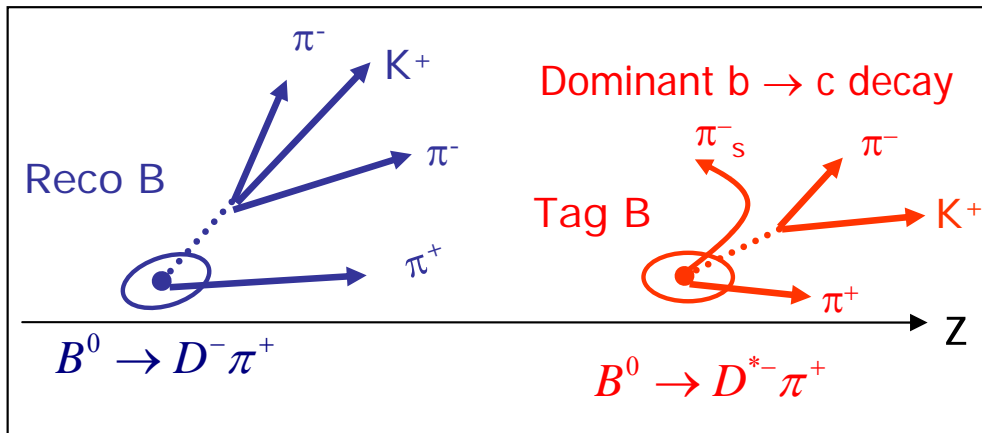 π⁻
K⁺
π⁻
Reco B
π⁺
B⁰ → D⁻π⁺
Dominant b → c decay
π⁻ₛ
π⁻
K⁺
Tag B
π⁺
z
B⁰ → D*⁻π⁺